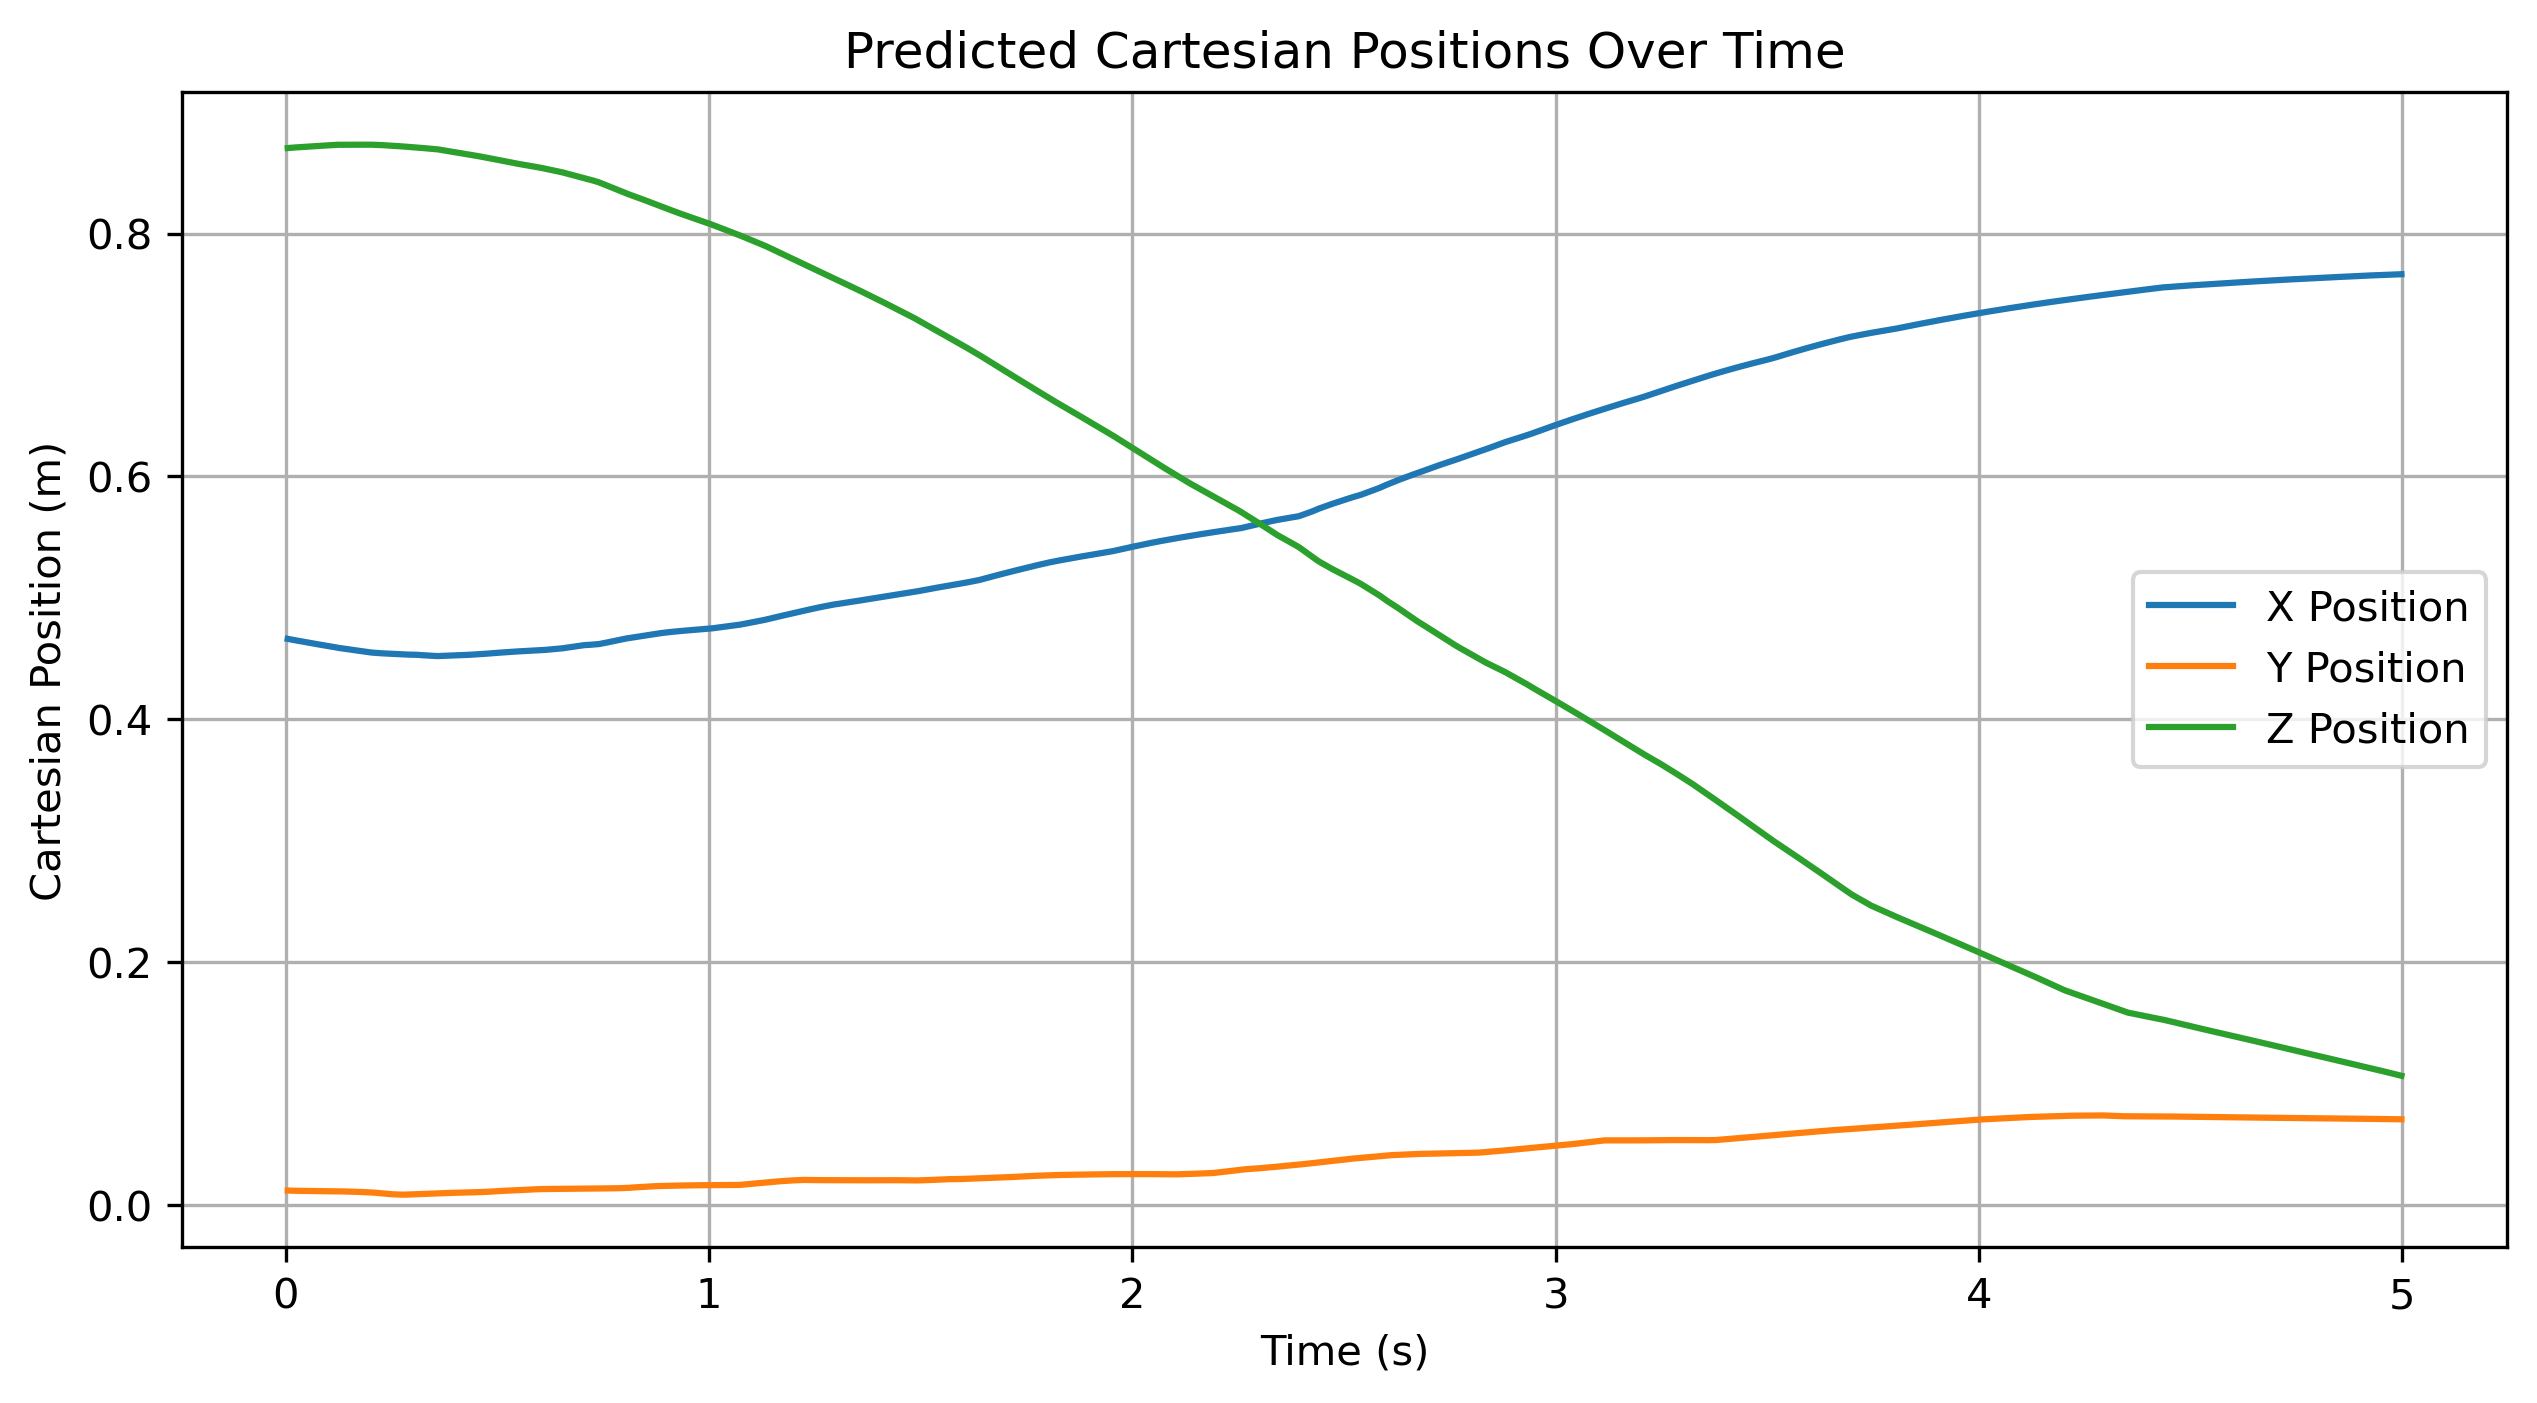 Predicted Cartesian Positions Over Time
Cartesian Position (m)
0.8
0.6
0.4
0.2
0.0
X Position
Y Position
Z Position
0 1 2 3 4 5
Time (s)